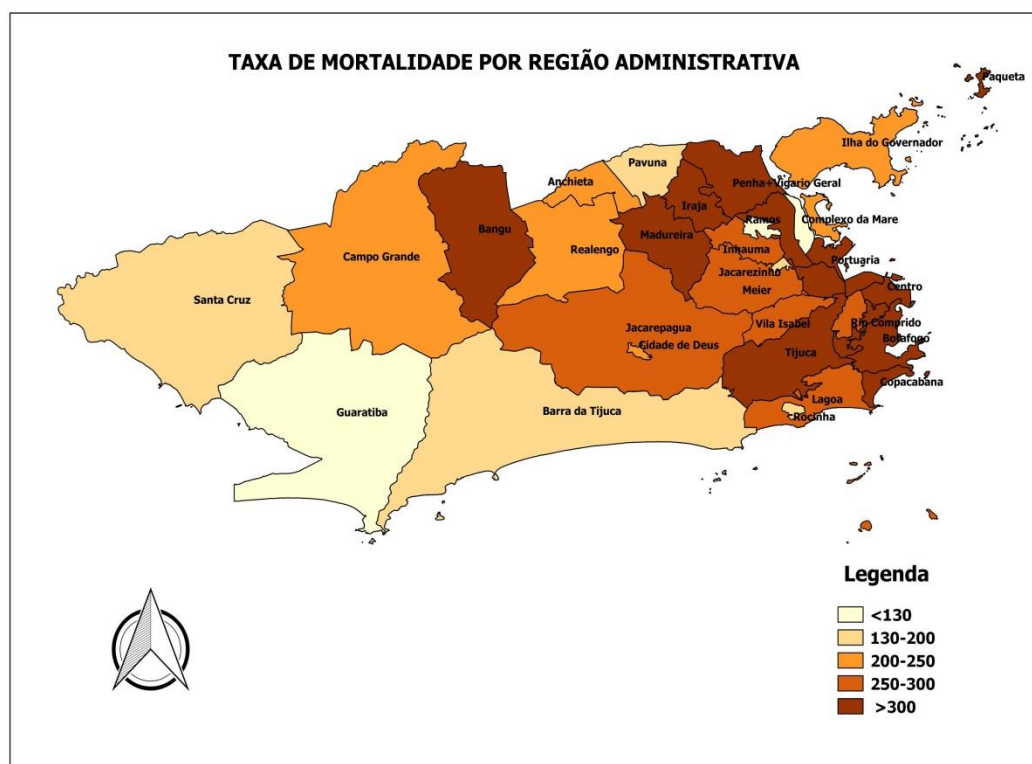 TAXA DE MORTALIDADE POR REGIÃO ADMINISTRATIVA
Paqueta
Ilha do Governador
Pavuna
Anchieta
Penha+Vigario Geral
Iraja
Ramos
Complexo da Mare
Bangu
Madureira
Realengo
Inhauma
Campo Grande
Portuaria
Jacarezinho
Meier
Centro
Santa Cruz
Vila Isabel
Rio Comprido
Jacarepagua
Botafogo
Cidade de Deus
Tijuca
Copacabana
Lagoa
Guaratiba
Barra da Tijuca
Rocinha
Legenda
<130
130-200
200-250
250-300
>300